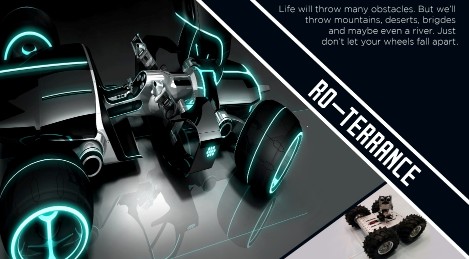 Life will throw many obstacles. But we'll
throw mountains, deserts, brigdes
and maybe even a river. Just
don't let your wheels fall apart.
RO-TERRANCE